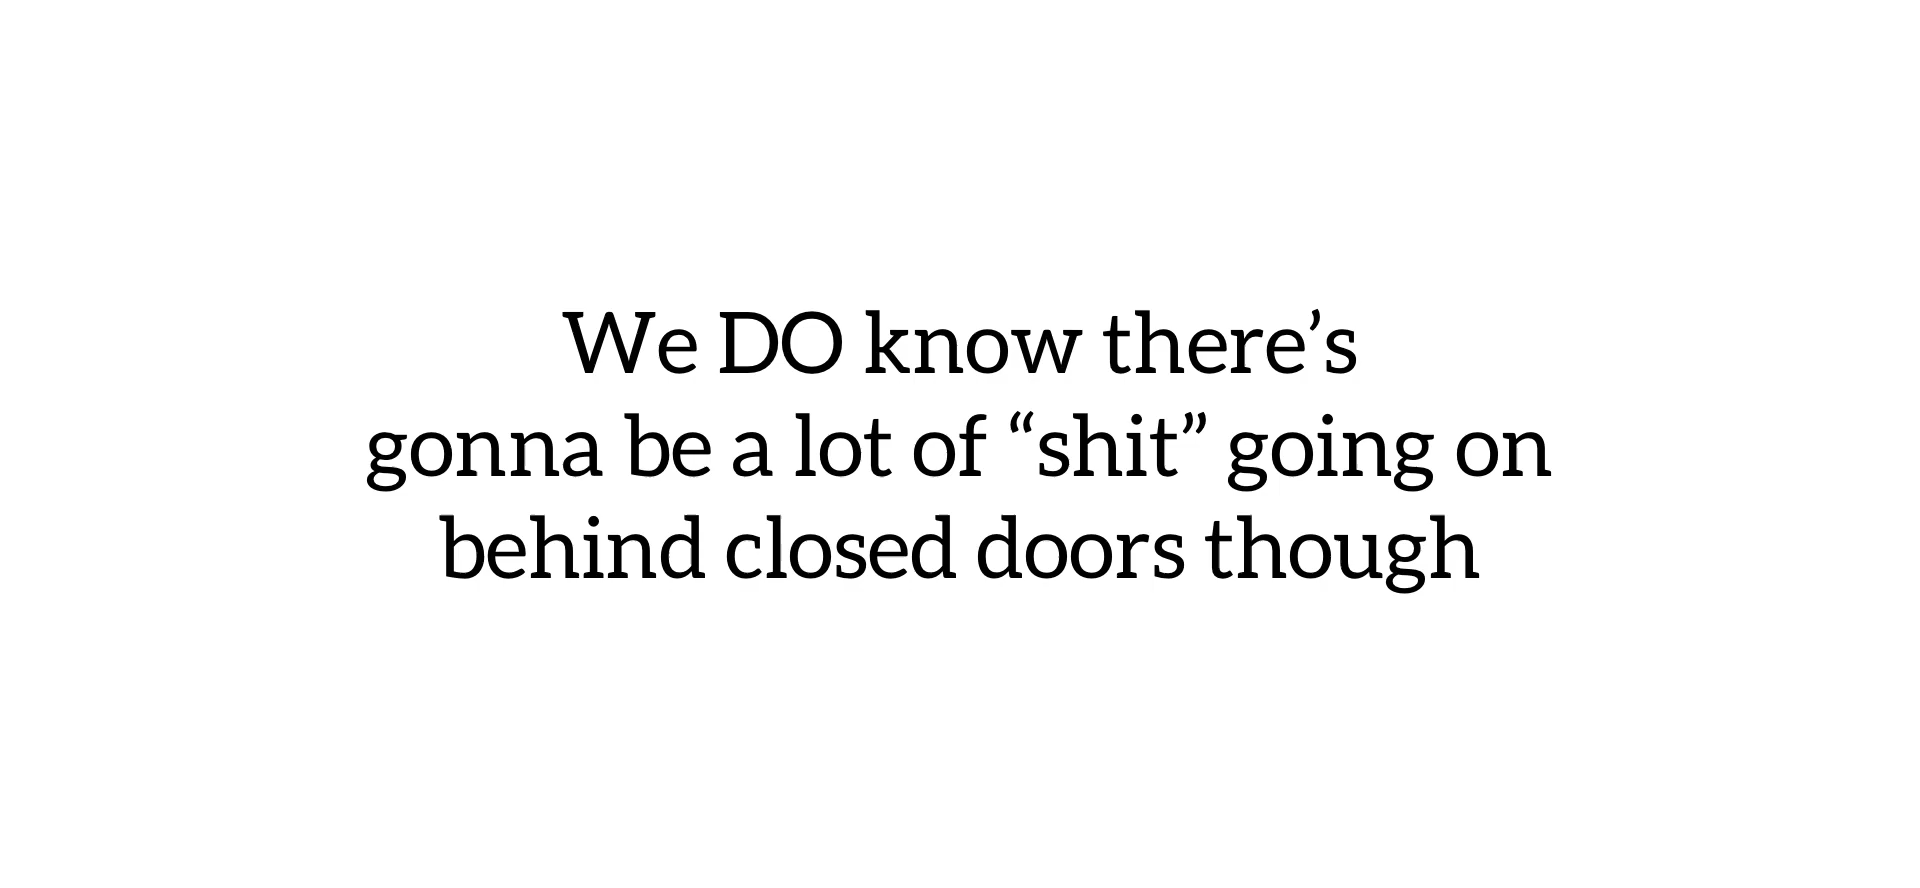 We DO know there’s
gonna be a lot of “shit” going on
behind closed doors though